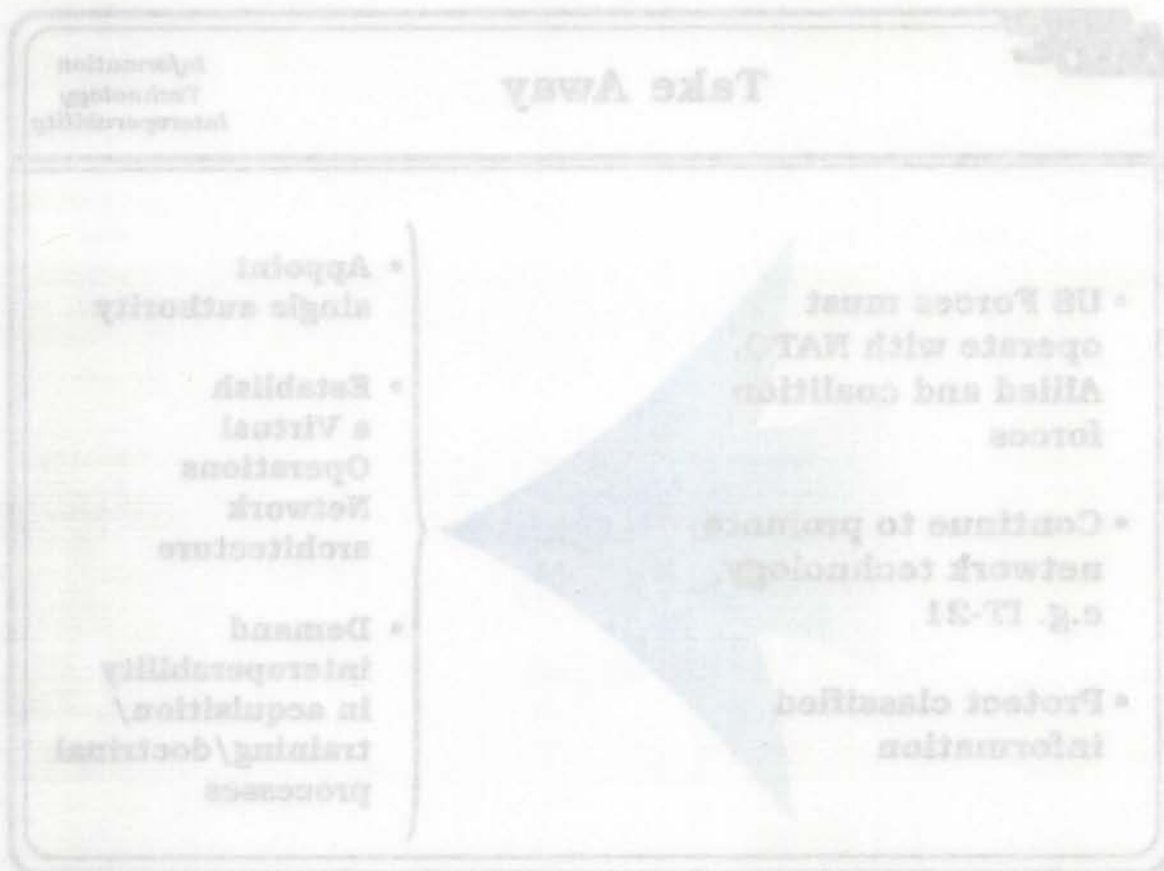 Take Away
Information
Technology
Interoperability
• US Forces must
operate with NATO,
Allied and coalition
forces
• Continue to promote
network technology,
e.g. IT-21
• Protect classified
information
• Appoint
single authority
• Establish
a Virtual
Operations
Network
architecture
• Demand
interoperability
in acquisition/
training/doctrinal
processes